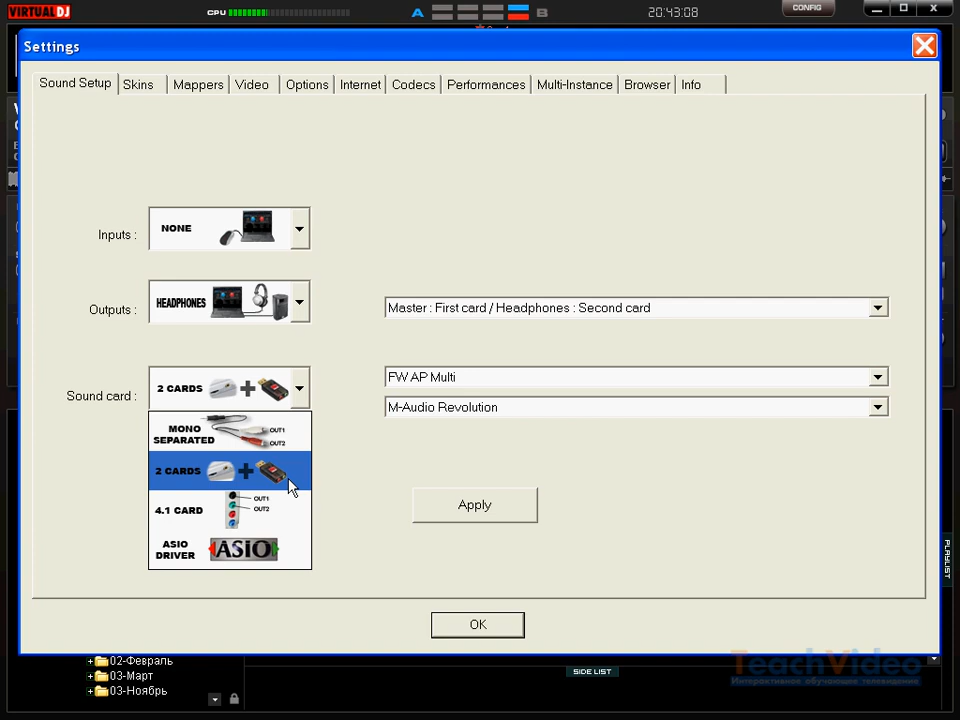 VIRTUAL DJ
CPU
A
B
20:43:08
CONFIG
Settings
Sound Setup
Skins
Mappers
Video
Options
Internet
Codecs
Performances
Multi-Instance
Browser
Info
Inputs :
NONE
Outputs :
HEADPHONES
Master : First card / Headphones : Second card
Sound card :
2 CARDS
FW AP Multi
M-Audio Revolution
MONO
SEPARATED
OUT1
OUT2
2 CARDS
4.1 CARD
OUT1
OUT2
ASIO
DRIVER
ASIO
Apply
OK
PLAYLIST
02-Февраль
03-Март
03-Ноябрь
SIDE LIST
TeachVideo
Интерактивное обучающее телевидение